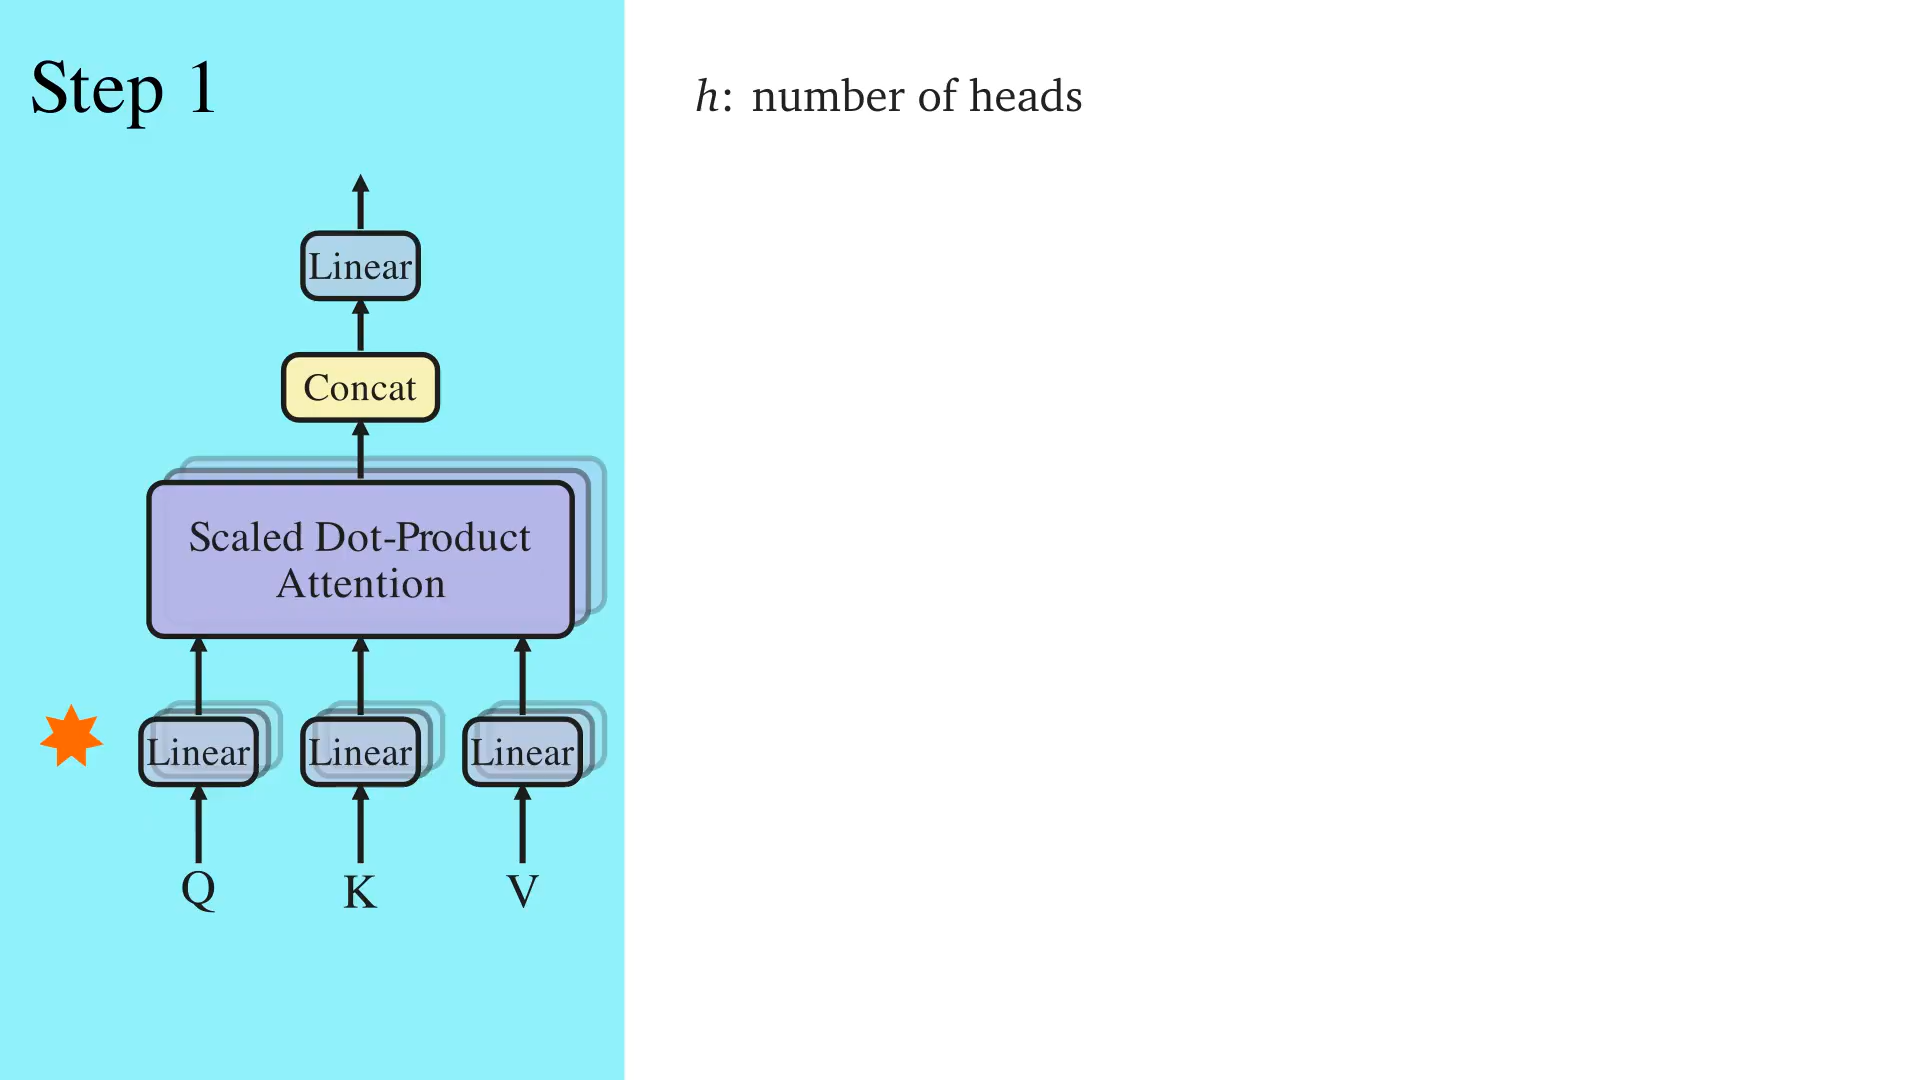 Step 1
h: number of heads
Linear
Concat
Scaled Dot-Product
Attention
Linear Linear Linear
Q K V